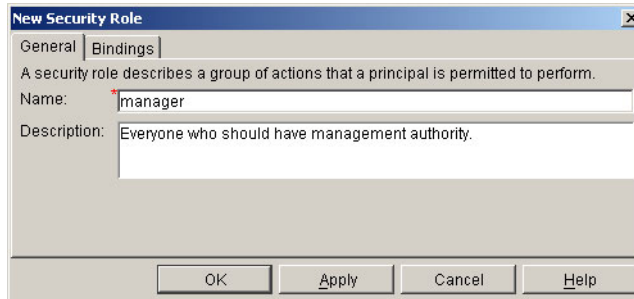 New Security Role
General Bindings
A security role describes a group of actions that a principal is permitted to perform.
Name: *manager
Description: Everyone who should have management authority.
OK Apply Cancel Help